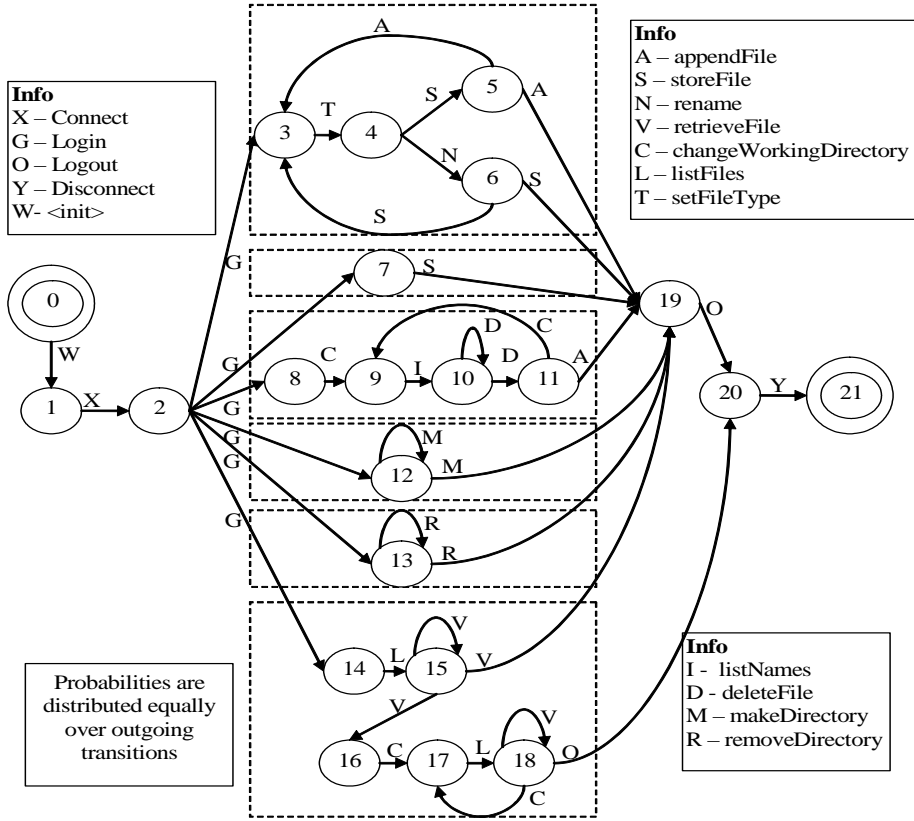 Info
X – Connect
G – Login
O – Logout
Y – Disconnect
W- <init>
Info
A – appendFile
S – storeFile
N – rename
V – retrieveFile
C – changeWorkingDirectory
L – listFiles
T – setFileType
A
3 T 4 S 5 A
N 6 S
S
G
7 S
0
W
1 X 2
G
G
G
G
G
D C
8 C 9 I 10 D 11 A
19 O
20 Y 21
M
12 M
R
13 R
V
14 L 15 V
V
V
16 C 17 L 18 O
C
Probabilities are
distributed equally
over outgoing
transitions
Info
I - listNames
D - deleteFile
M – makeDirectory
R – removeDirectory